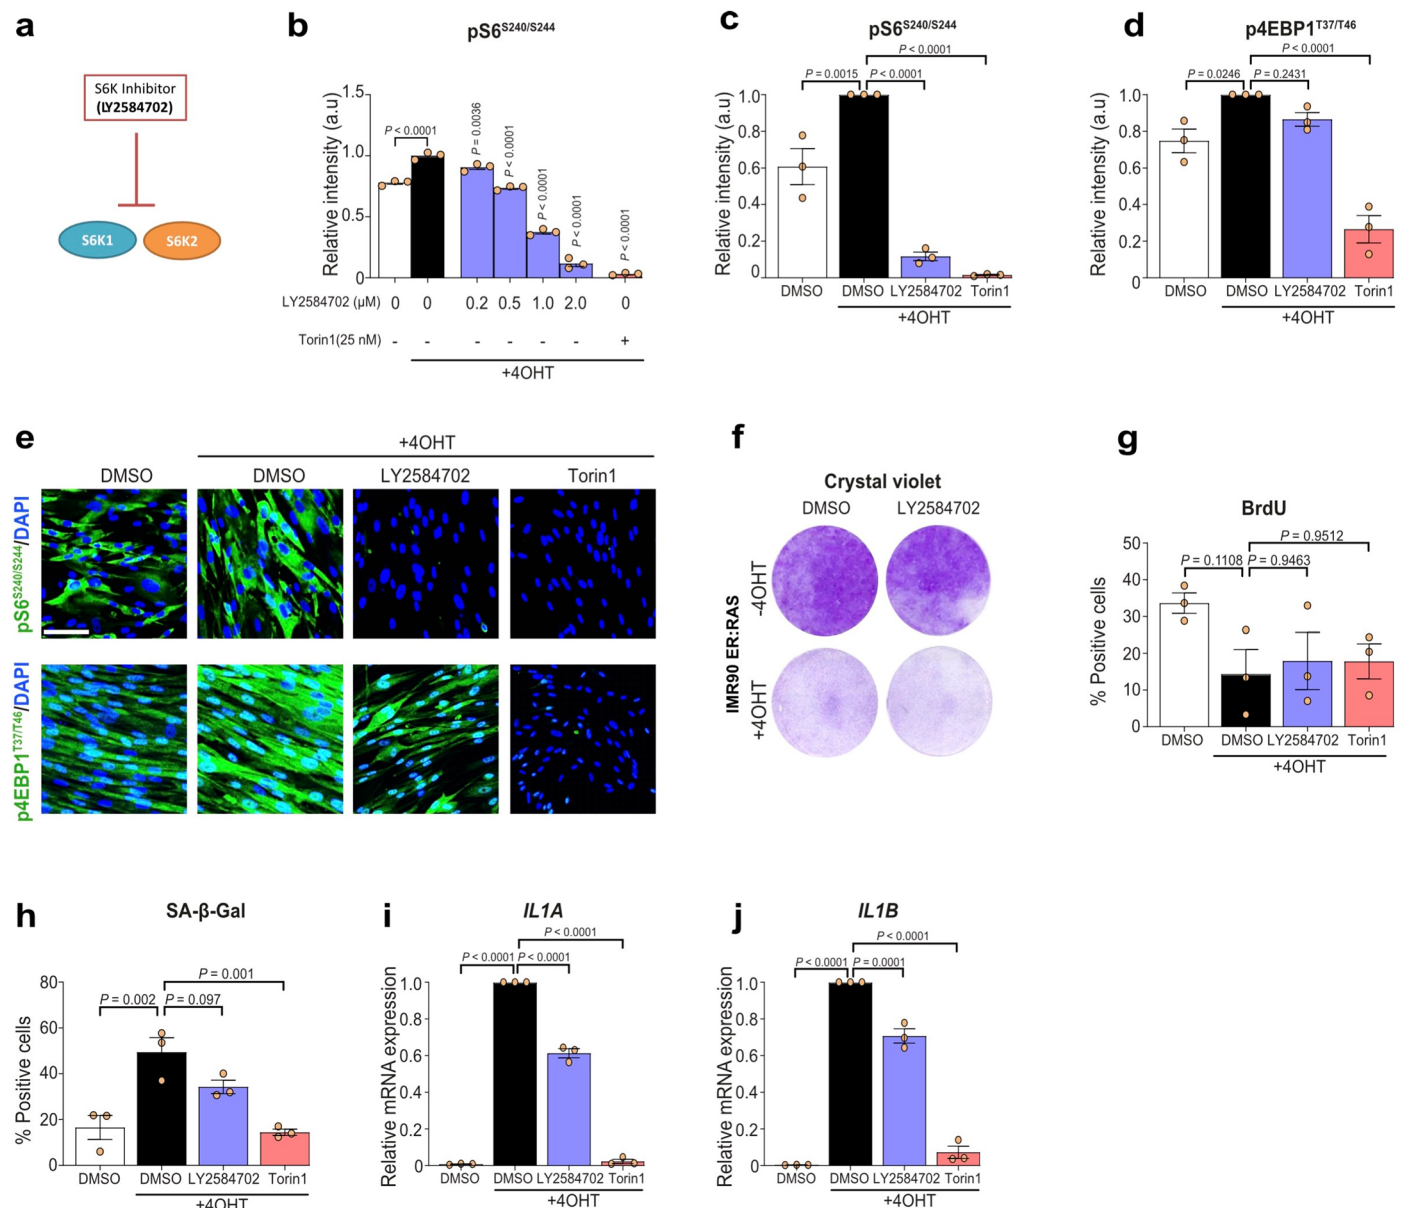 a
S6K Inhibitor
(LY2584702)
S6K1
S6K2
b
pS6S240/S244
Relative intensity (a.u)
1.5
1.0
0.5
0
P < 0.0001
P = 0.0036
P < 0.0001
P < 0.0001
P < 0.0001
P < 0.0001
LY2584702 (μM) 0 0 0.2 0.5 1.0 2.0 0
Torin1(25 nM) - - - - - - +
+4OHT
c
pS6S240/S244
P < 0.0001
P = 0.0015 P < 0.0001
Relative intensity (a.u)
1.0
0.8
0.6
0.4
0.2
0
DMSO DMSO LY2584702 Torin1
+4OHT
d
p4EBP1T37/T46
P < 0.0001
P = 0.0246 P = 0.2431
Relative intensity (a.u)
1.0
0.8
0.6
0.4
0.2
0
DMSO DMSO LY2584702 Torin1
+4OHT
e
+4OHT
DMSO DMSO LY2584702 Torin1
pS6S240/S244/DAPI
p4EBP1T37/T46/DAPI
f
Crystal violet
DMSO LY2584702
IMR90 ER:RAS
-4OHT
+4OHT
g
BrdU
P = 0.9512
P = 0.1108 P = 0.9463
% Positive cells
50
40
30
20
10
0
DMSO DMSO LY2584702 Torin1
+4OHT
h
SA-β-Gal
P = 0.001
P = 0.002 P = 0.097
% Positive cells
80
60
40
20
0
DMSO DMSO LY2584702 Torin1
+4OHT
i
IL1A
P < 0.0001
P < 0.0001 P < 0.0001
Relative mRNA expression
1.0
0.8
0.6
0.4
0.2
0
DMSO DMSO LY2584702 Torin1
+4OHT
j
IL1B
P < 0.0001
P < 0.0001 P = 0.0001
Relative mRNA expression
1.0
0.8
0.6
0.4
0.2
0
DMSO DMSO LY2584702 Torin1
+4OHT